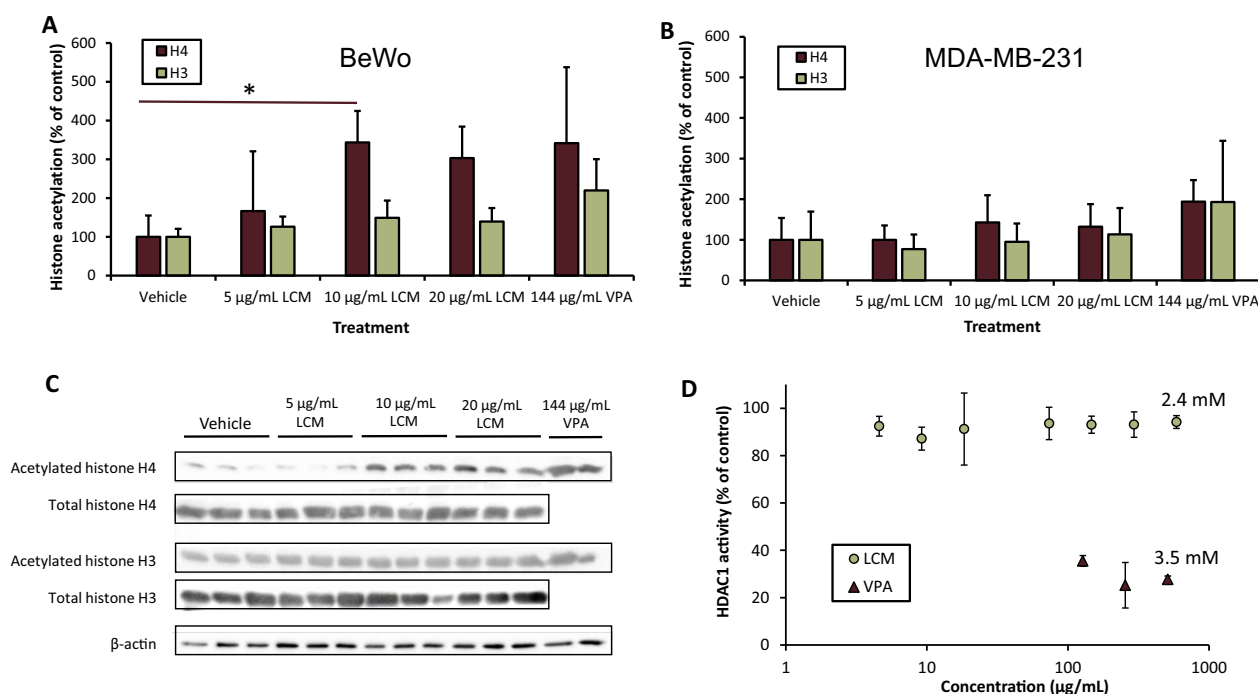 A
BeWo
H4
H3
*
Histone acetylation (% of control)
600
500
400
300
200
100
0
Vehicle
5 µg/mL LCM
10 µg/mL LCM
20 µg/mL LCM
144 µg/mL VPA
Treatment
B
MDA-MB-231
H4
H3
Histone acetylation (% of control)
600
500
400
300
200
100
0
Vehicle
5 µg/mL LCM
10 µg/mL LCM
20 µg/mL LCM
144 µg/mL VPA
Treatment
C
Vehicle
5 µg/mL
LCM
10 µg/mL
LCM
20 µg/mL
LCM
144 µg/mL
VPA
Acetylated histone H4
Total histone H4
Acetylated histone H3
Total histone H3
β-actin
D
HDAC1 activity (% of control)
100
80
60
40
20
0
2.4 mM
3.5 mM
LCM
VPA
1
10
100
1000
Concentration (µg/mL)